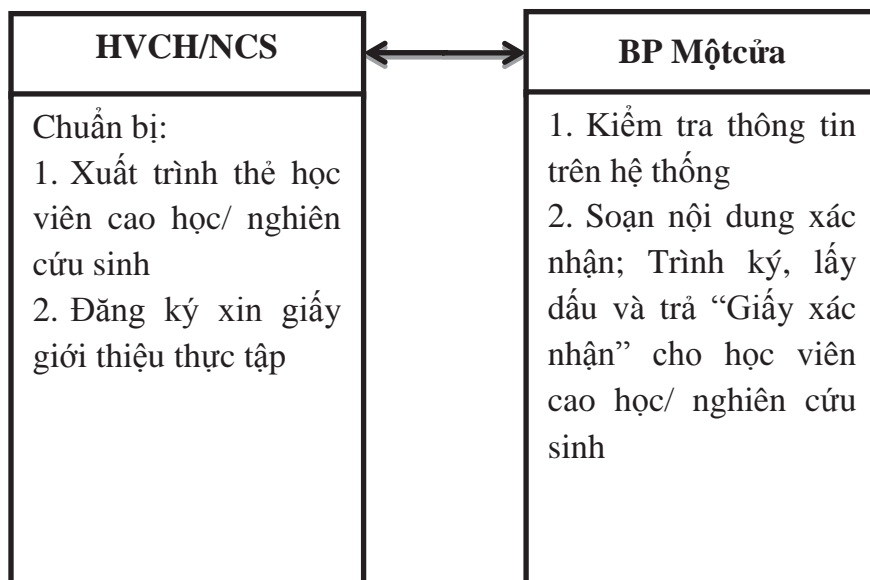 HVCH/NCS
Chuẩn bị:
1. Xuất trình thẻ học
viên cao học/ nghiên
cứu sinh
2. Đăng ký xin giấy
giới thiệu thực tập
BP Mộtcửa
1. Kiểm tra thông tin
trên hệ thống
2. Soạn nội dung xác
nhận; Trình ký, lấy
dấu và trả “Giấy xác
nhận” cho học viên
cao học/ nghiên cứu
sinh